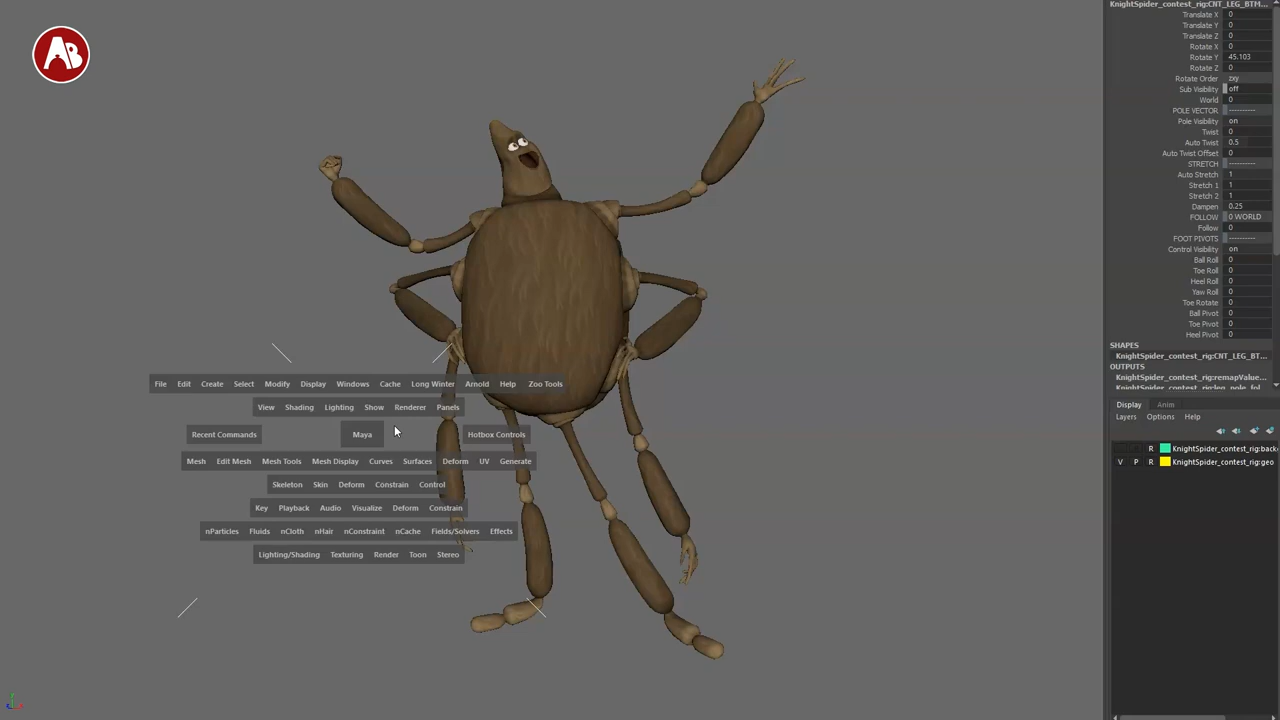 AB
KnightSpider_contest_rig:CNT_LEG_BTM...
Translate X 0
Translate Y 0
Translate Z 0
Rotate X 0
Rotate Y 45.103
Rotate Z 0
Rotate Order zxy
Sub Visibility off
World 0
POLE VECTOR ----------
Pole Visibility on
Twist 0
Auto Twist 0.5
Auto Twist Offset 0
STRETCH ----------
Auto Stretch 1
Stretch 1 1
Stretch 2 1
Dampen 0.25
FOLLOW 0 WORLD
Follow 0
FOOT PIVOTS ----------
Control Visibility on
Ball Roll 0
Toe Roll 0
Heel Roll 0
Yaw Roll 0
Toe Rotate 0
Ball Pivot 0
Toe Pivot 0
Heel Pivot 0
SHAPES
KnightSpider_contest_rig:CNT_LEG_BT...
OUTPUTS
KnightSpider_contest_rig:remapValue...
File Edit Create Select Modify Display Windows Cache Long Winter Arnold Help Zoo Tools
View Shading Lighting Show Renderer Panels
Recent Commands Maya Hotbox Controls
Mesh Edit Mesh Mesh Tools Mesh Display Curves Surfaces Deform UV Generate
Skeleton Skin Deform Constrain Control
Key Playback Audio Visualize Deform Constrain
nParticles Fluids nCloth nHair nConstraint nCache Fields/Solvers Effects
Lighting/Shading Texturing Render Toon Stereo
Display Anim
Layers Options Help
R KnightSpider_contest_rig:back
V P R KnightSpider_contest_rig:geo